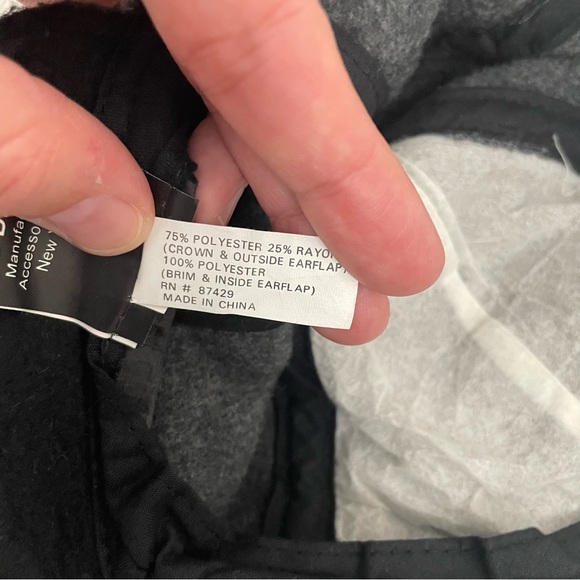 75% POLYESTER 25% RAYON
(CROWN & OUTSIDE EARFLAP)
100% POLYESTER
(BRIM & INSIDE EARFLAP)
RN # 87429
MADE IN CHINA
Manufa
Accesso
New